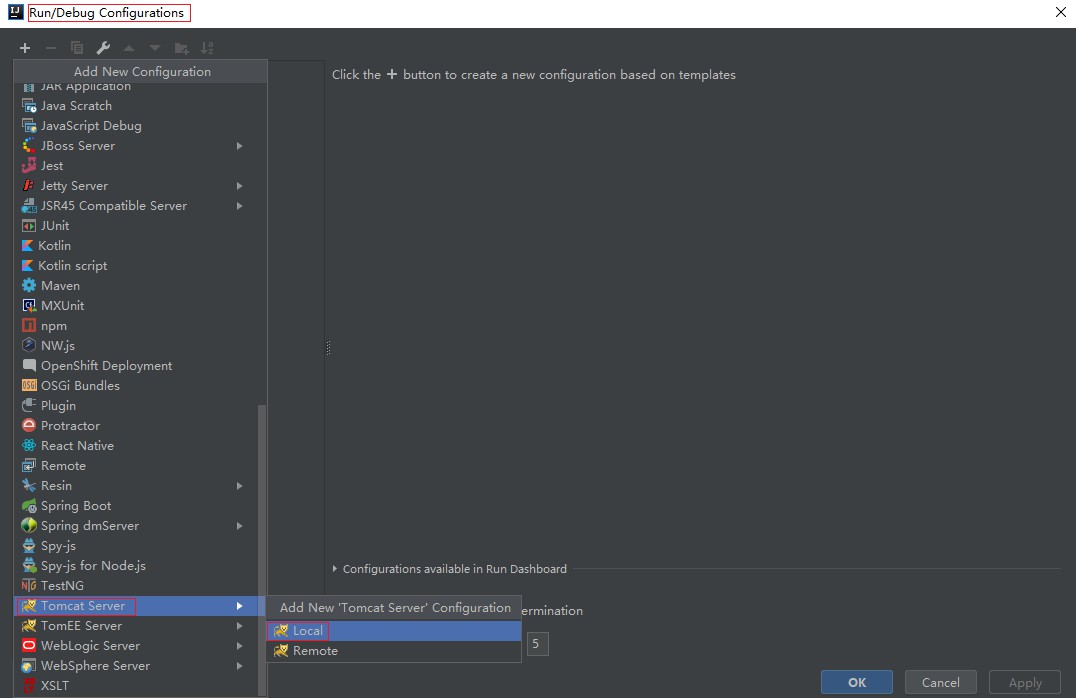 Run/Debug Configurations
Add New Configuration
Click the + button to create a new configuration based on templates
JAR Application
Java Scratch
JavaScript Debug
JBoss Server
Jest
Jetty Server
JSR45 Compatible Server
JUnit
Kotlin
Kotlin script
Maven
MXUnit
npm
NW.js
OpenShift Deployment
OSGi Bundles
Plugin
Protractor
React Native
Remote
Resin
Spring Boot
Spring dmServer
Spy-js
Spy-js for Node.js
Configurations available in Run Dashboard
TestNG
Tomcat Server
Add New 'Tomcat Server' Configuration
ermination
TomEE Server
Local
5
WebLogic Server
Remote
WebSphere Server
XSLT
OK
Cancel
Apply